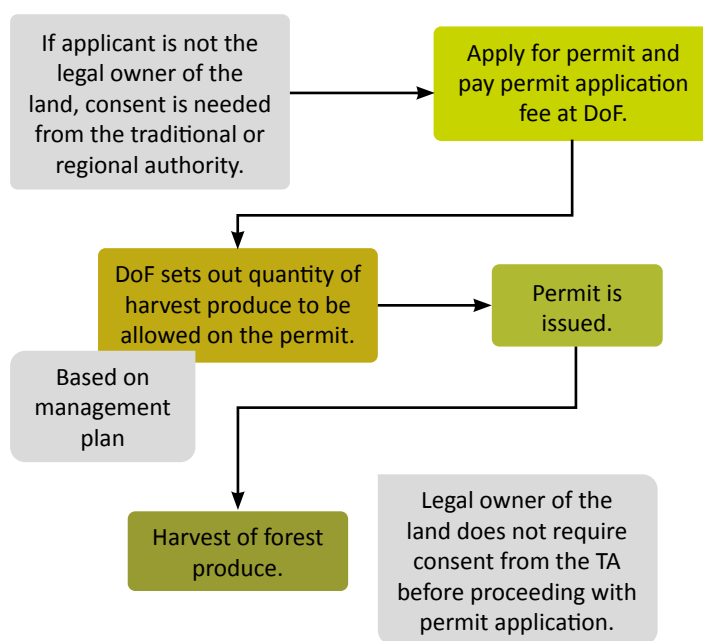 If applicant is not the
legal owner of the
land, consent is needed
from the traditional or
regional authority.
Apply for permit and
pay permit application
fee at DoF.
DoF sets out quantity of
harvest produce to be
allowed on the permit.
Permit is
issued.
Based on
management
plan
Harvest of forest
produce.
Legal owner of the
land does not require
consent from the TA
before proceeding with
permit application.